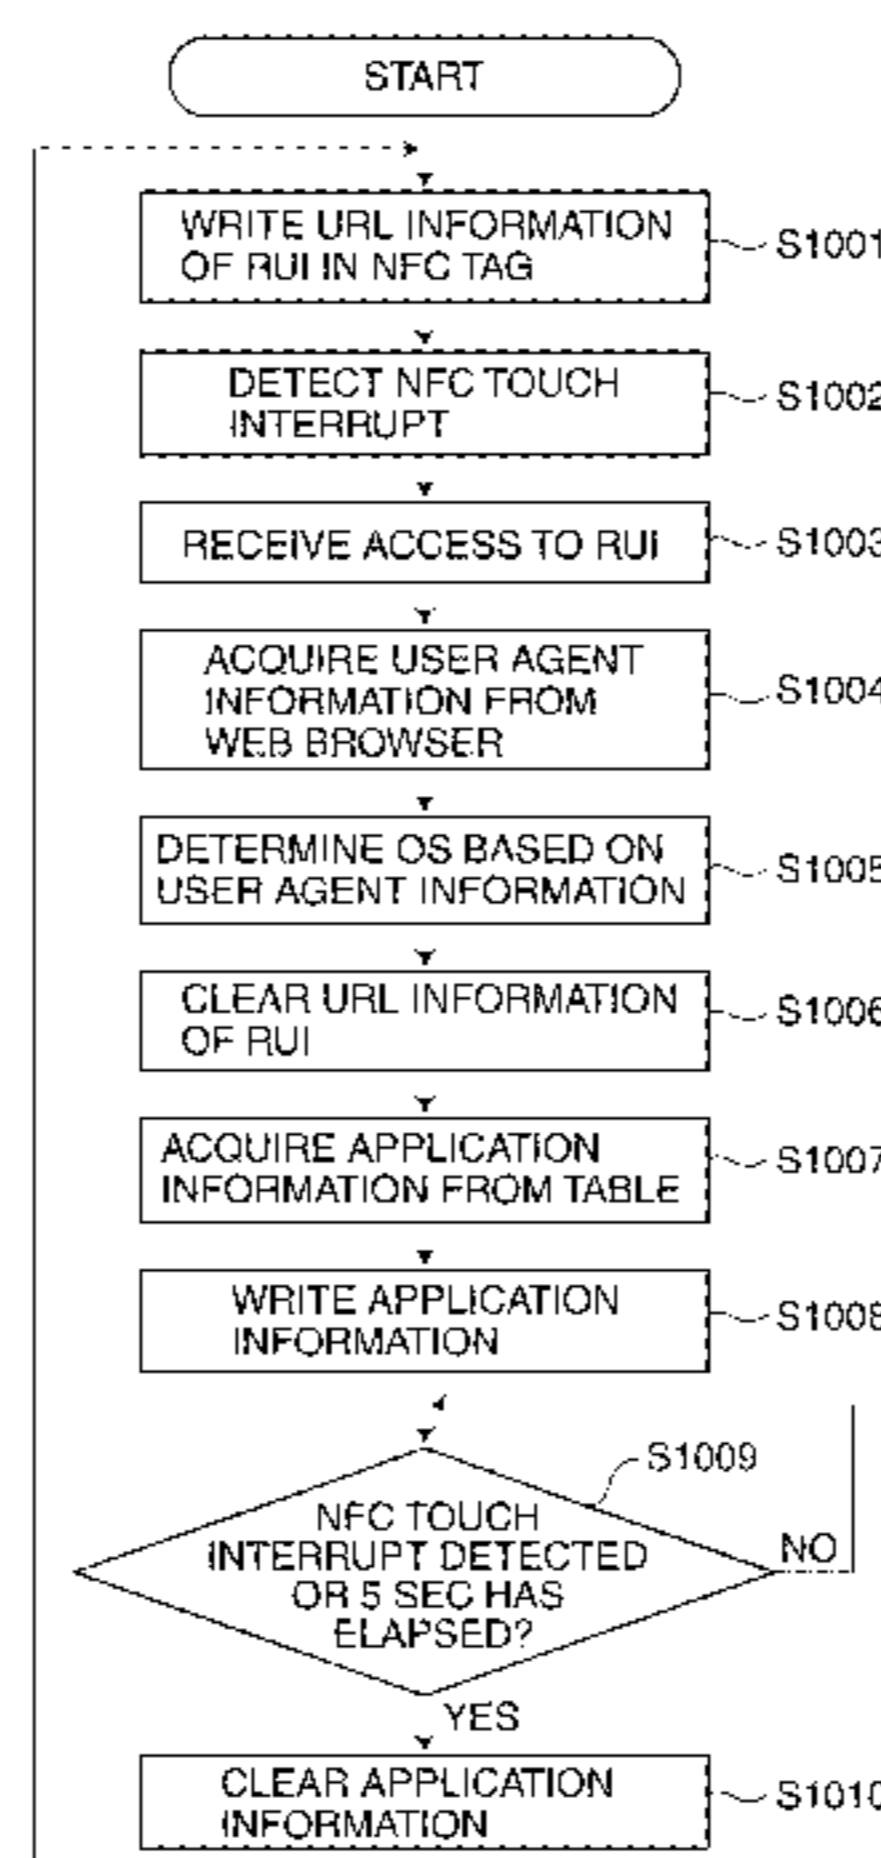 START
WRITE URL INFORMATION
OF RUI IN NFC TAG
S1001
DETECT NFC TOUCH
INTERRUPT
S1002
RECEIVE ACCESS TO RUI
S1003
ACQUIRE USER AGENT
INFORMATION FROM
WEB BROWSER
S1004
DETERMINE OS BASED ON
USER AGENT INFORMATION
S1005
CLEAR URL INFORMATION
OF RUI
S1006
ACQUIRE APPLICATION
INFORMATION FROM TABLE
S1007
WRITE APPLICATION
INFORMATION
S1008
S1009
NFC TOUCH
INTERRUPT DETECTED
OR 5 SEC HAS
ELAPSED?
NO
YES
CLEAR APPLICATION
INFORMATION
S1010